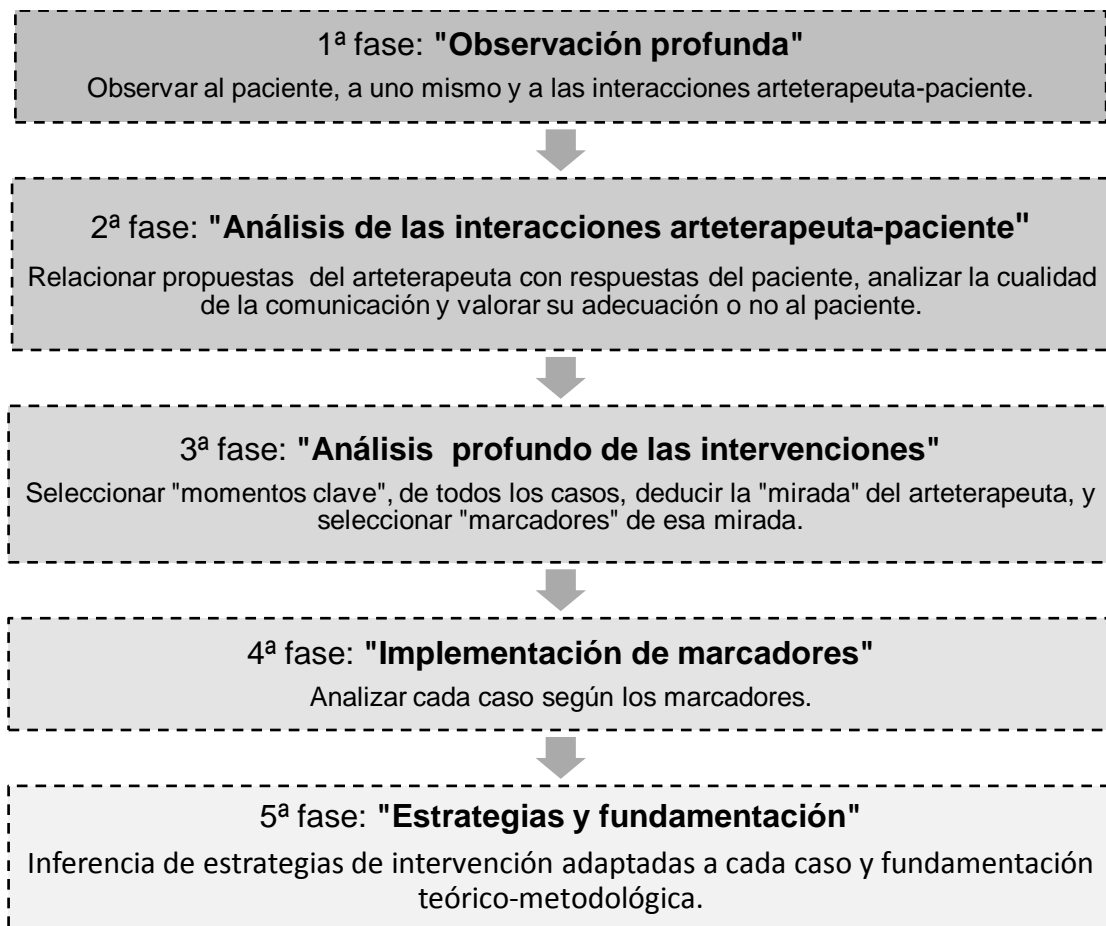 1ª fase: "Observación profunda"
Observar al paciente, a uno mismo y a las interacciones arteterapeuta-paciente.
2ª fase: "Análisis de las interacciones arteterapeuta-paciente"
Relacionar propuestas del arteterapeuta con respuestas del paciente, analizar la cualidad
de la comunicación y valorar su adecuación o no al paciente.
3ª fase: "Análisis profundo de las intervenciones"
Seleccionar "momentos clave", de todos los casos, deducir la "mirada" del arteterapeuta, y
seleccionar "marcadores" de esa mirada.
4ª fase: "Implementación de marcadores"
Analizar cada caso según los marcadores.
5ª fase: "Estrategias y fundamentación"
Inferencia de estrategias de intervención adaptadas a cada caso y fundamentación
teórico-metodológica.